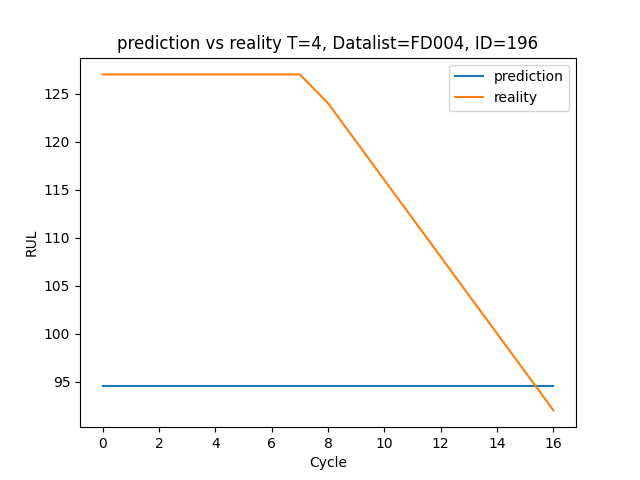 prediction vs reality T=4, Datalist=FD004, ID=196
prediction
reality
RUL
125
120
115
110
105
100
95
0 2 4 6 8 10 12 14 16
Cycle